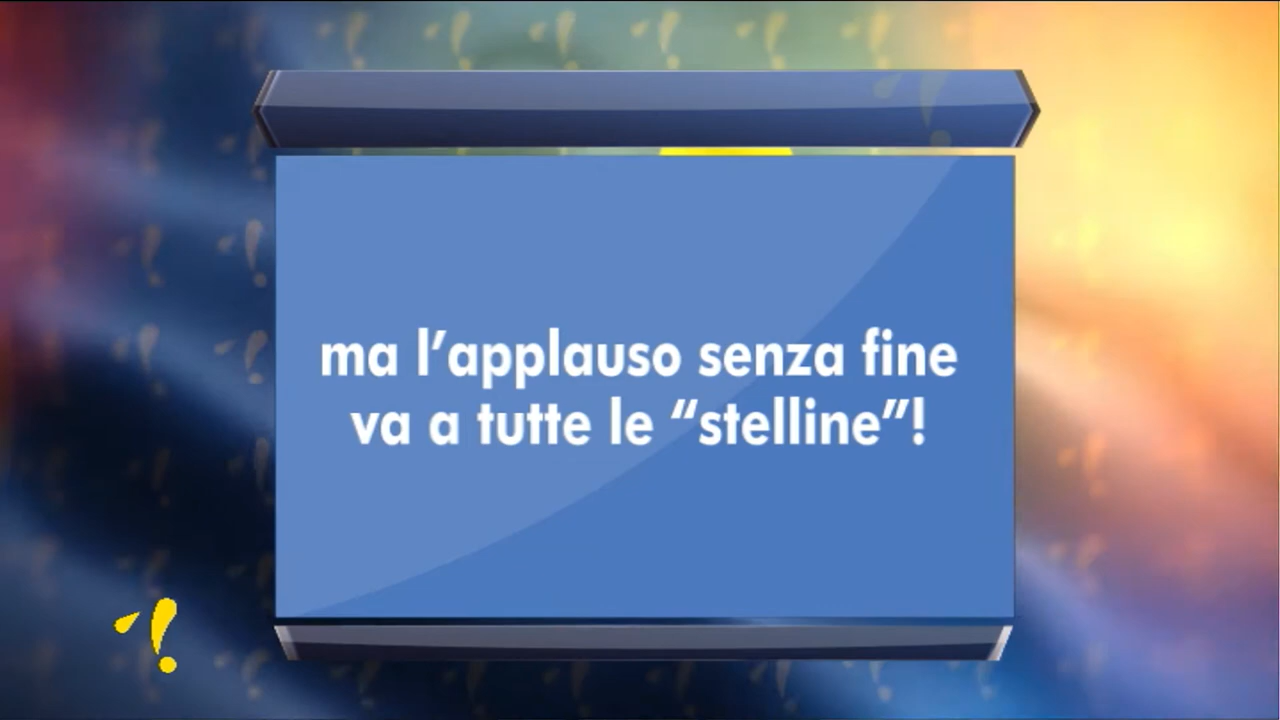 ma l’applauso senza fine
va a tutte le “stelline”!